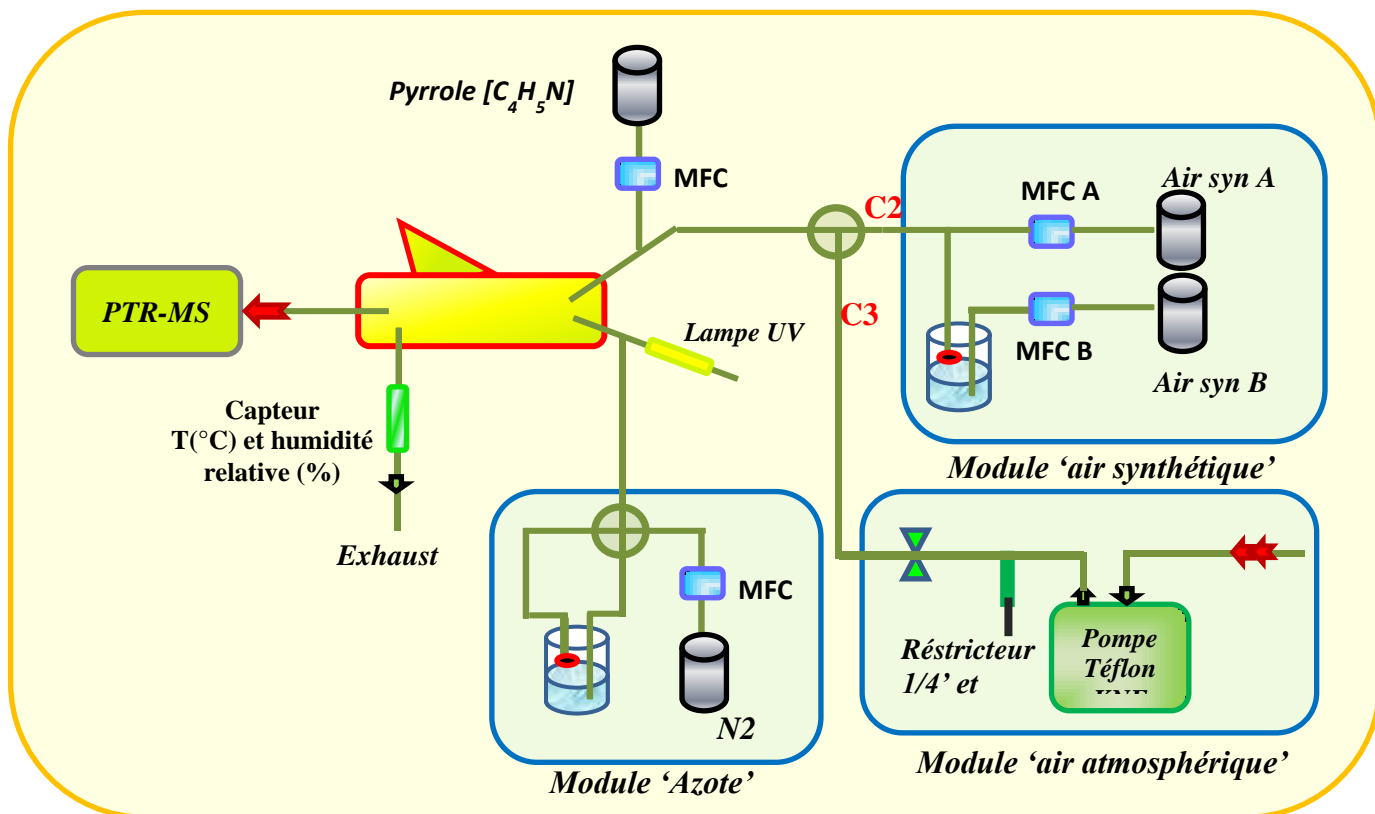 Pyrrole [C4H5N]
MFC
C2
MFC A
Air syn A
PTR-MS
C3
Lampe UV
MFC B
Air syn B
Capteur
T(°C) et humidité
relative (%)
Module ‘air synthétique’
Exhaust
MFC
Réstricteur
1/4’ et
Pompe
Téflon
N2
Module ‘Azote’
Module ‘air atmosphérique’